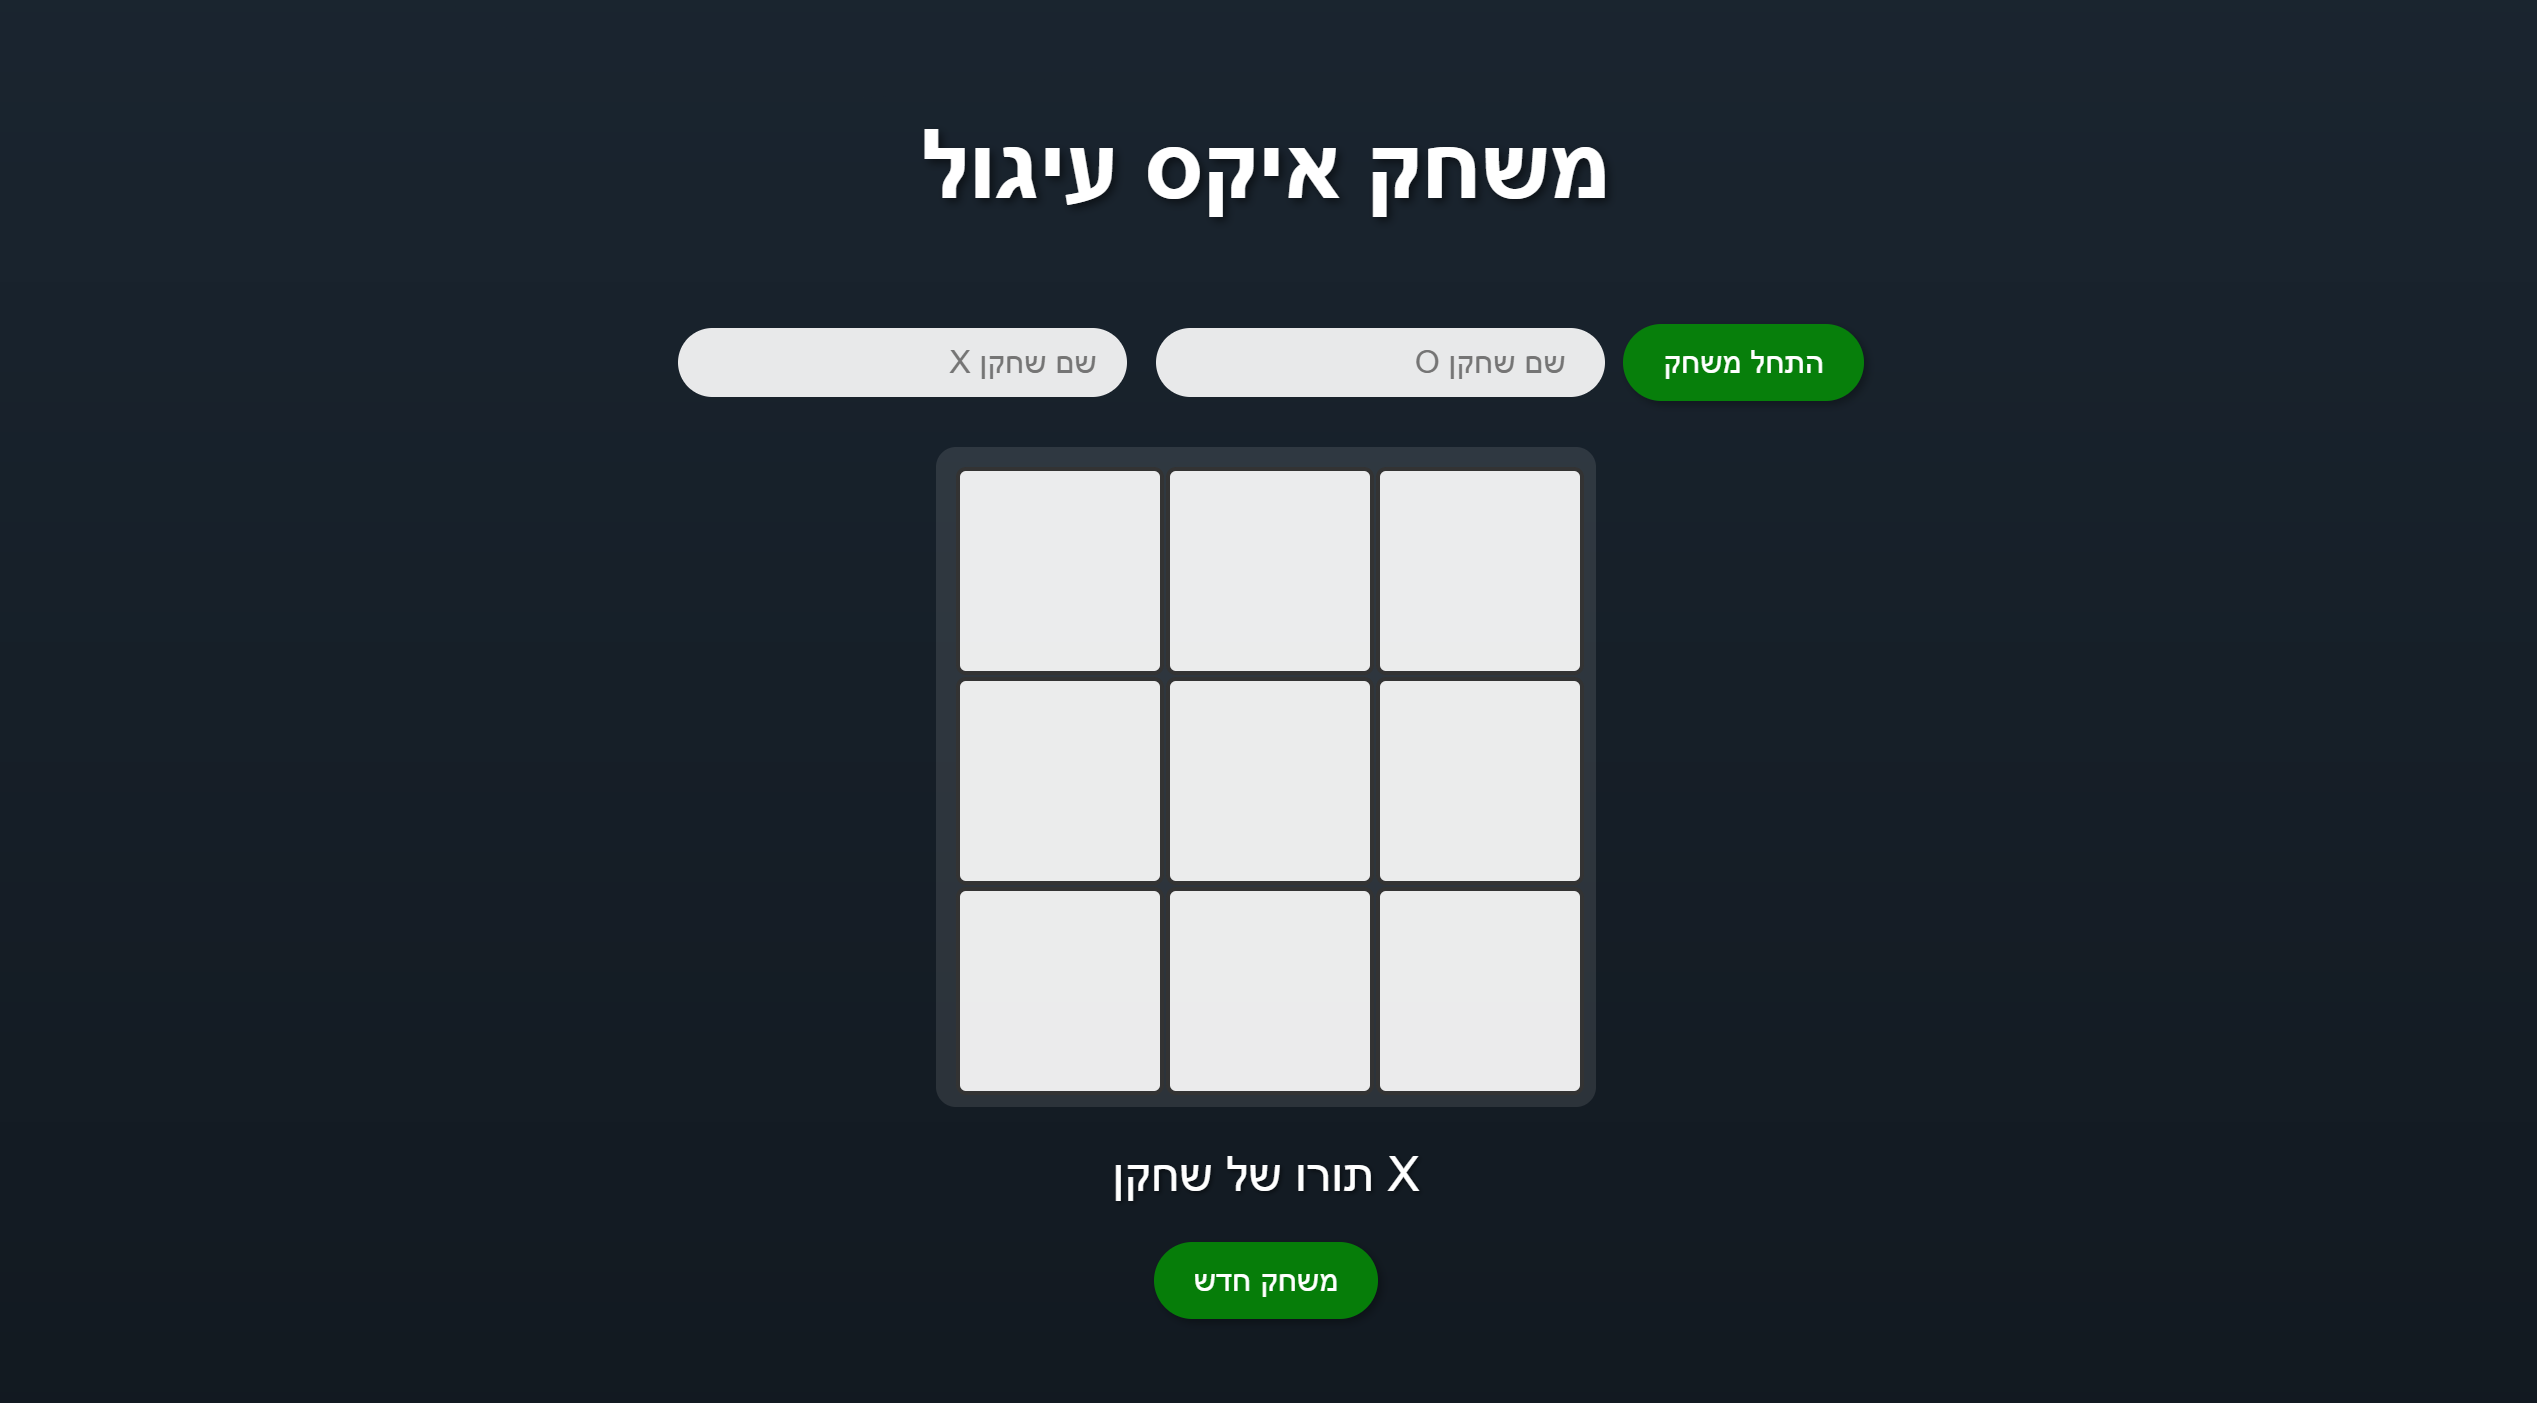 משחק איקס עיגול
התחל משחק
שם שחקן O
שם שחקן X
X תורו של שחקן
משחק חדש